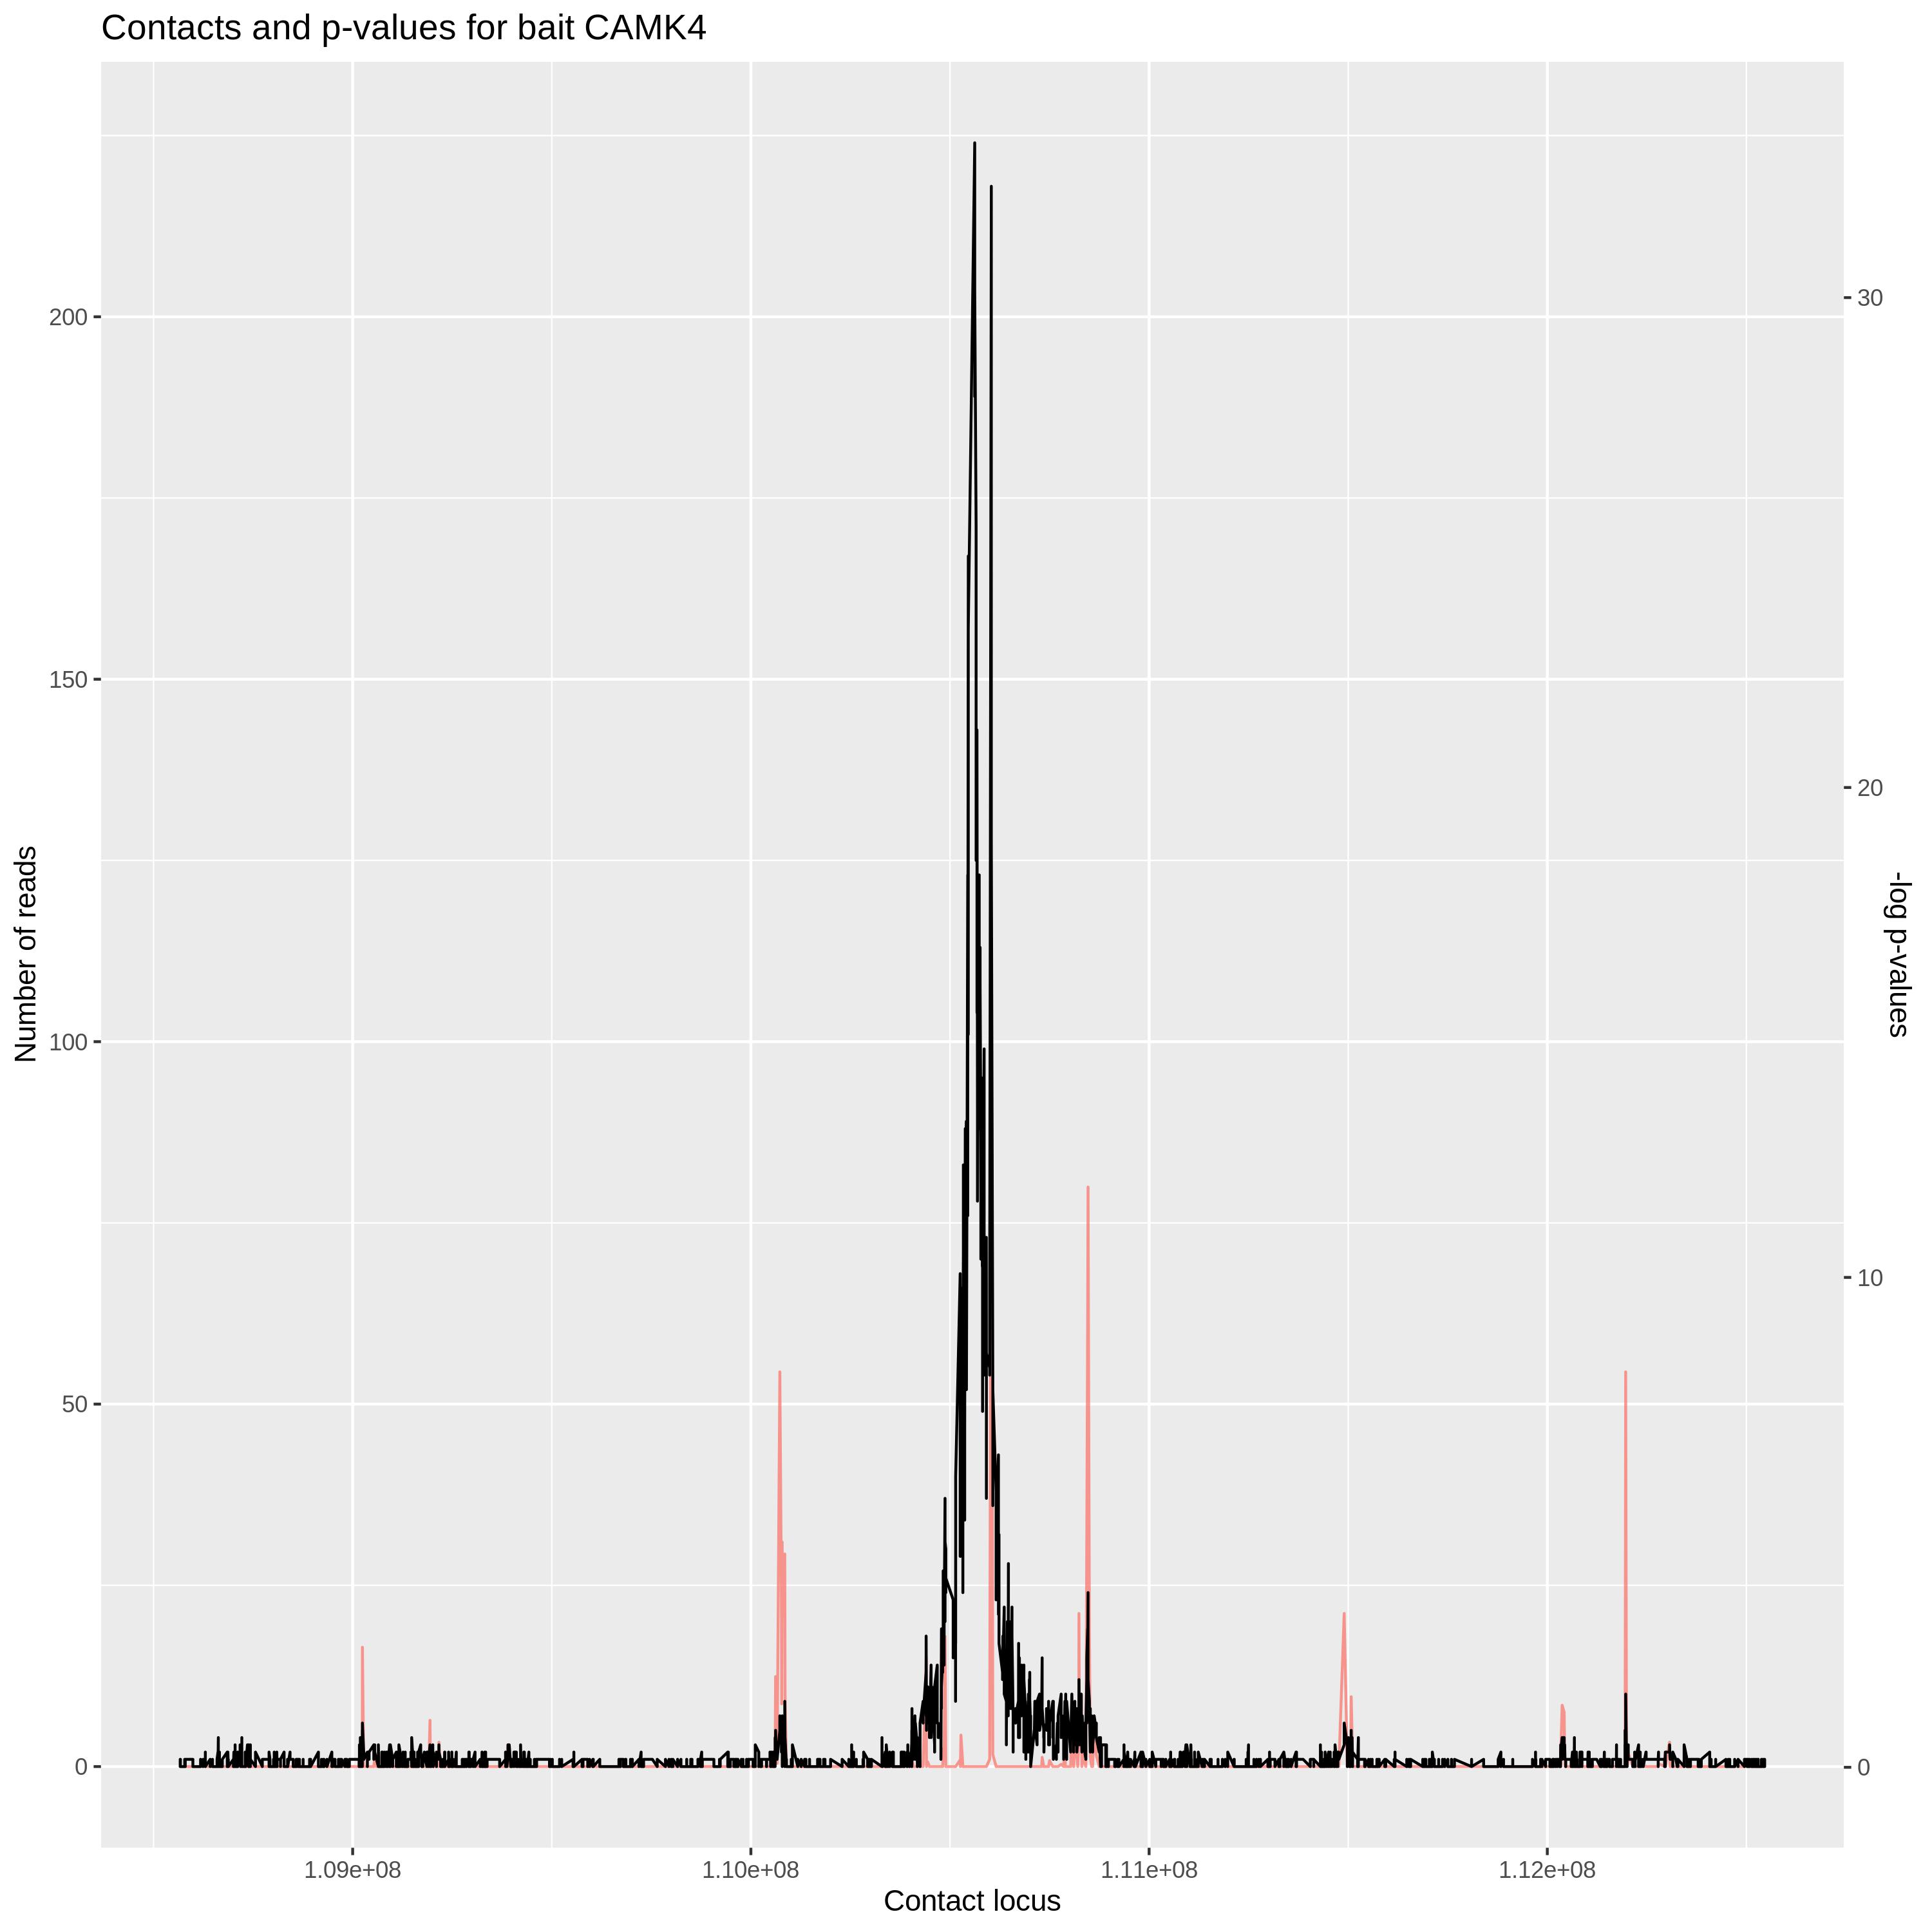 Contacts and p-values for bait CAMK4
Number of reads
200
150
100
50
0
30
20
10
0
-log p-values
1.09e+08
1.10e+08
1.11e+08
1.12e+08
Contact locus